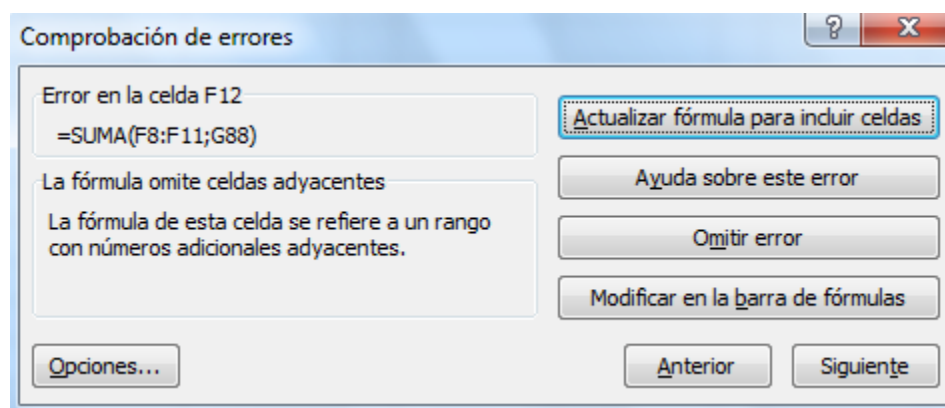 Comprobación de errores
Error en la celda F12
=SUMA(F8:F11;G88)
La fórmula omite celdas adyacentes
La fórmula de esta celda se refiere a un rango
con números adicionales adyacentes.
Actualizar fórmula para incluir celdas
Ayuda sobre este error
Omitir error
Modificar en la barra de fórmulas
Opciones...
Anterior
Siguiente